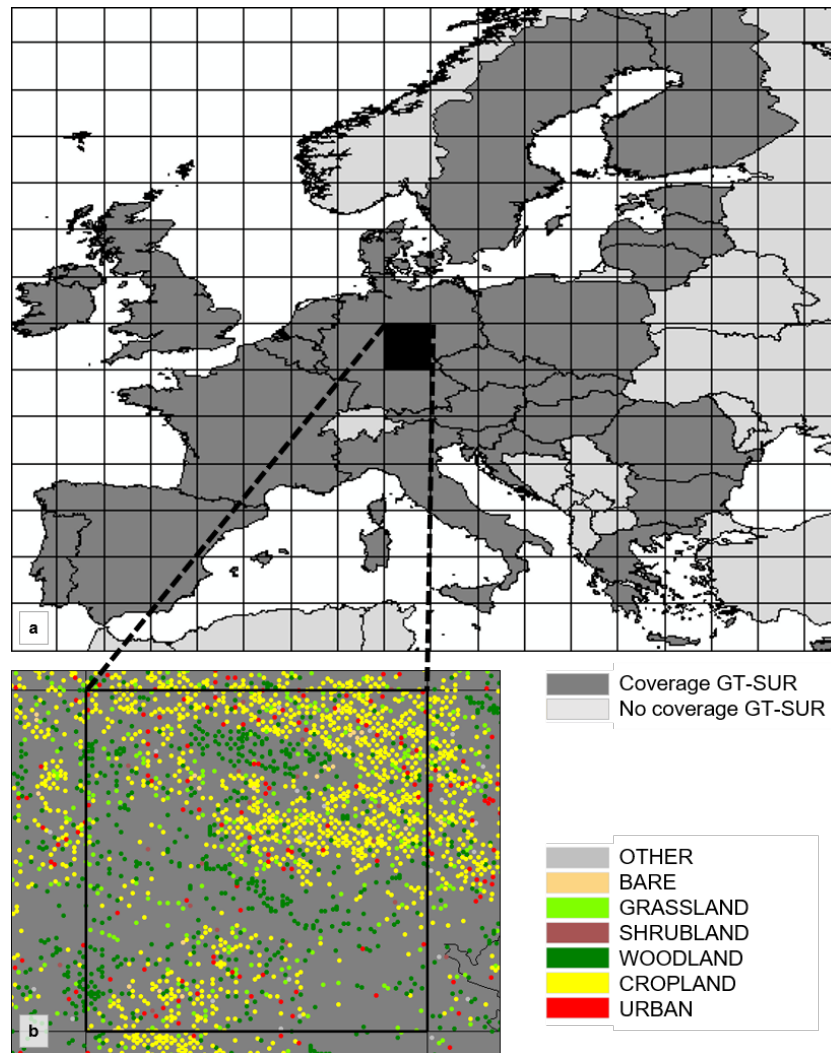 a
Coverage GT-SUR
No coverage GT-SUR
OTHER
BARE
GRASSLAND
SHRUBLAND
WOODLAND
CROPLAND
URBAN
b